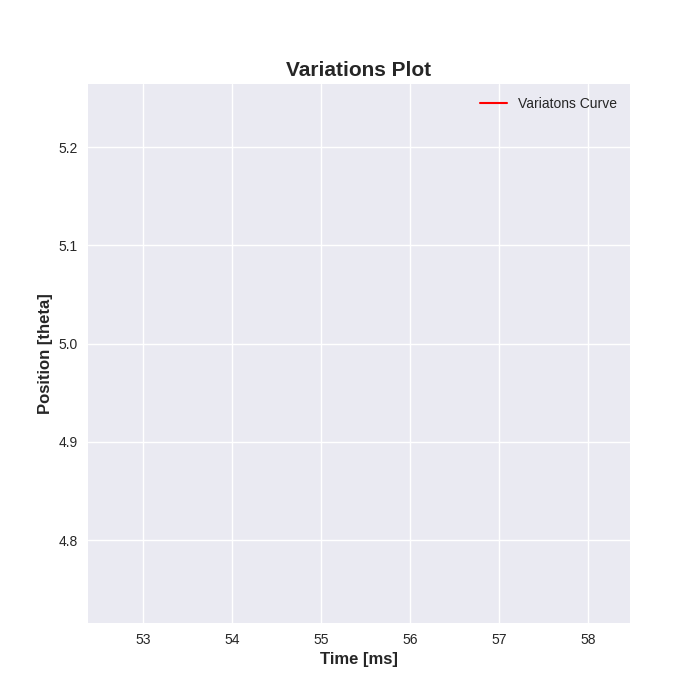 Variations Plot
Variatons Curve
5.2
5.1
5.0
4.9
4.8
Position [theta]
53 54 55 56 57 58
Time [ms]